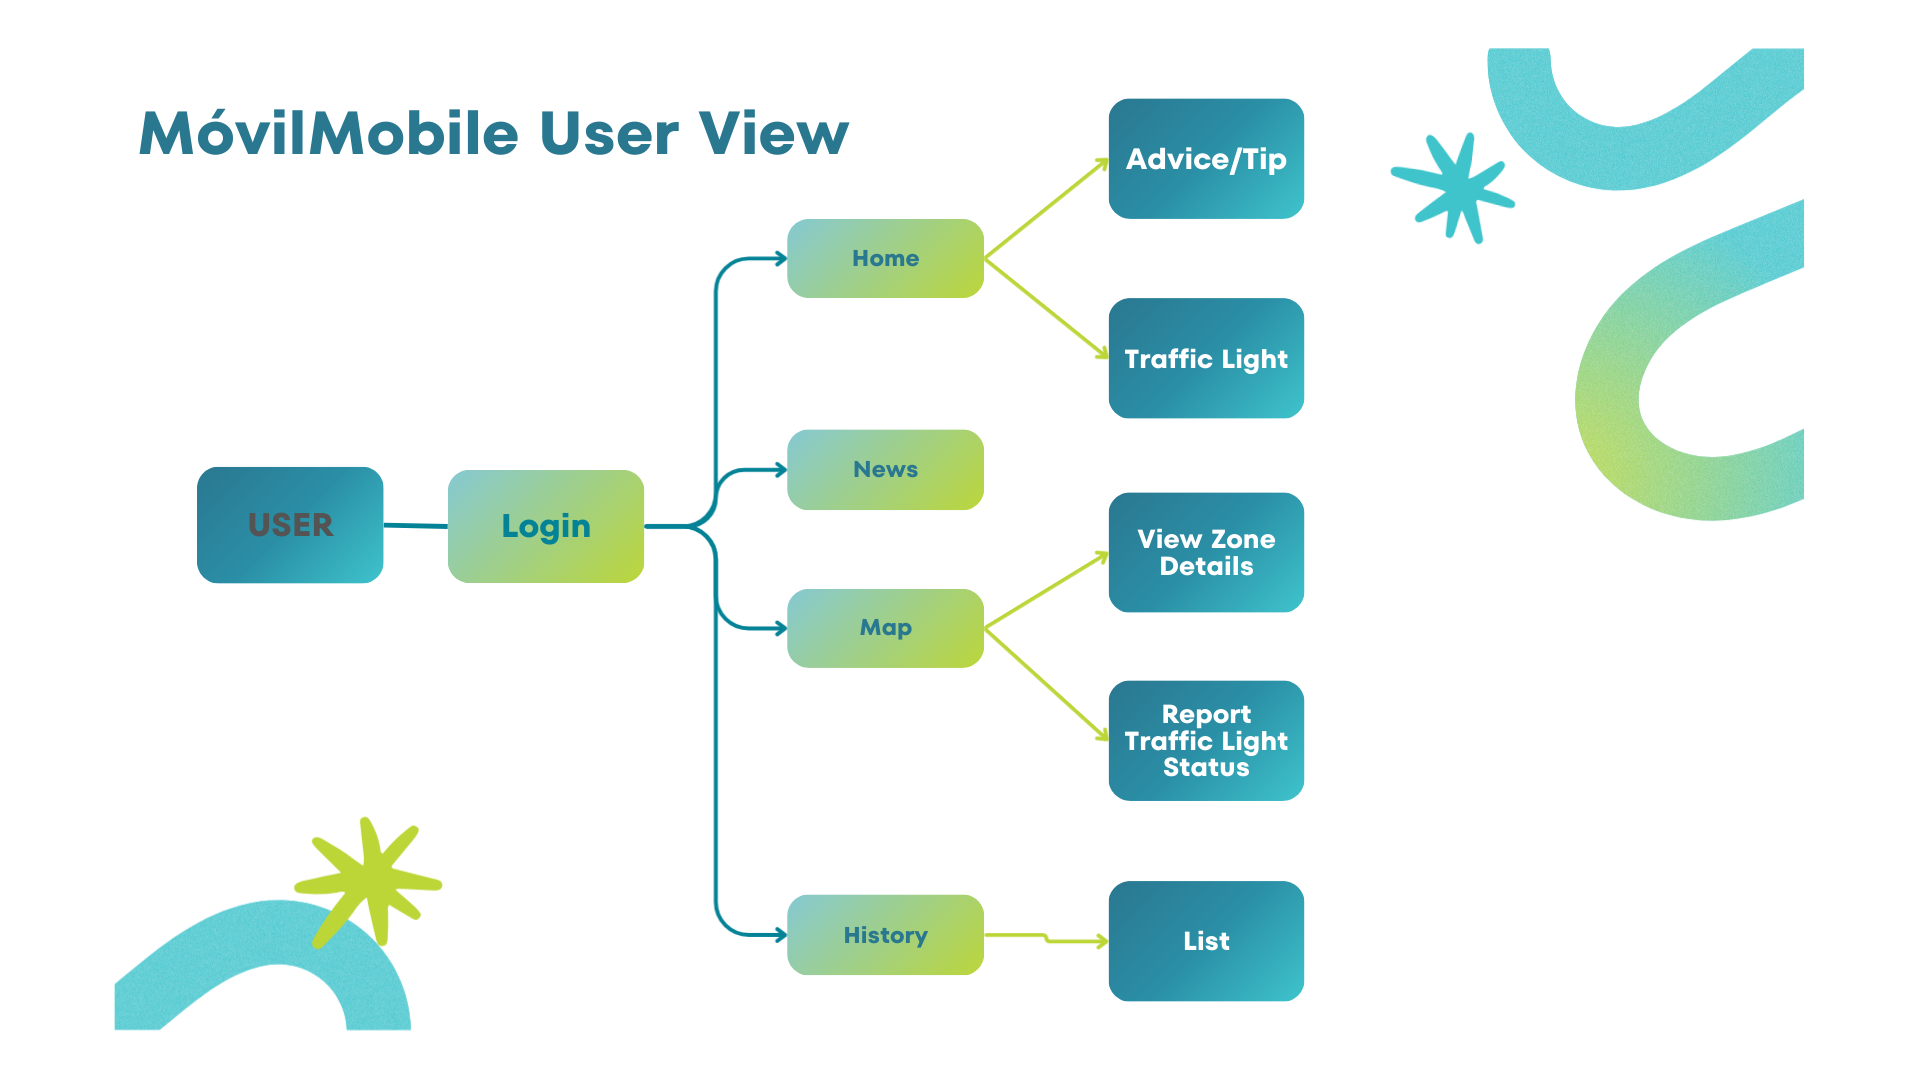 MóvilMobile User View
USER
Login
Home
News
Map
History
Advice/Tip
Traffic Light
View Zone
Details
Report
Traffic Light
Status
List